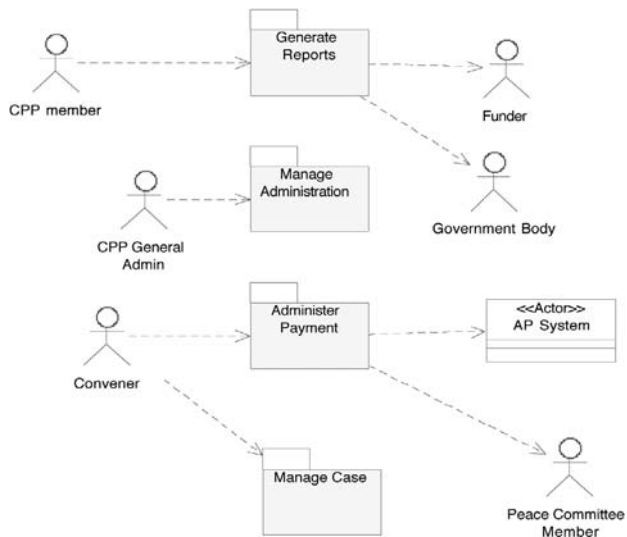 Generate
Reports
CPP member
Funder
Manage
Administration
Government Body
CPP General
Admin
Administer
Payment
<<Actor>>
AP System
Convener
Manage Case
Peace Committee
Member